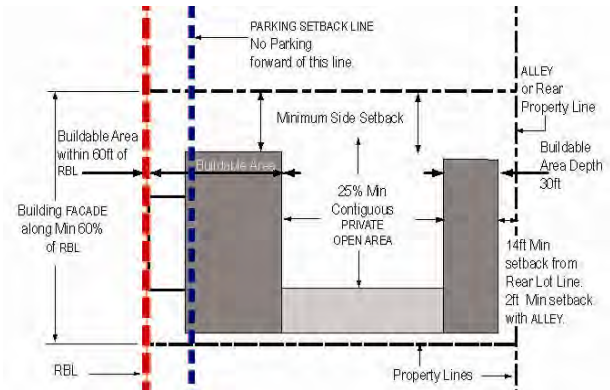 PARKING SETBACK LINE
No Parking
forward of this line.
ALLEY
or Rear
Property Line
Minimum Side Setback
Buildable Area
within 60ft of
RBL
Buildable Area
Buildable
Area Depth
30ft
25% Min
Contiguous
PRIVATE
OPEN AREA
Building FACADE
along Min 60%
of RBL
14ft Min
setback from
Rear Lot Line.
2ft Min setback
with ALLEY.
RBL
Property Lines